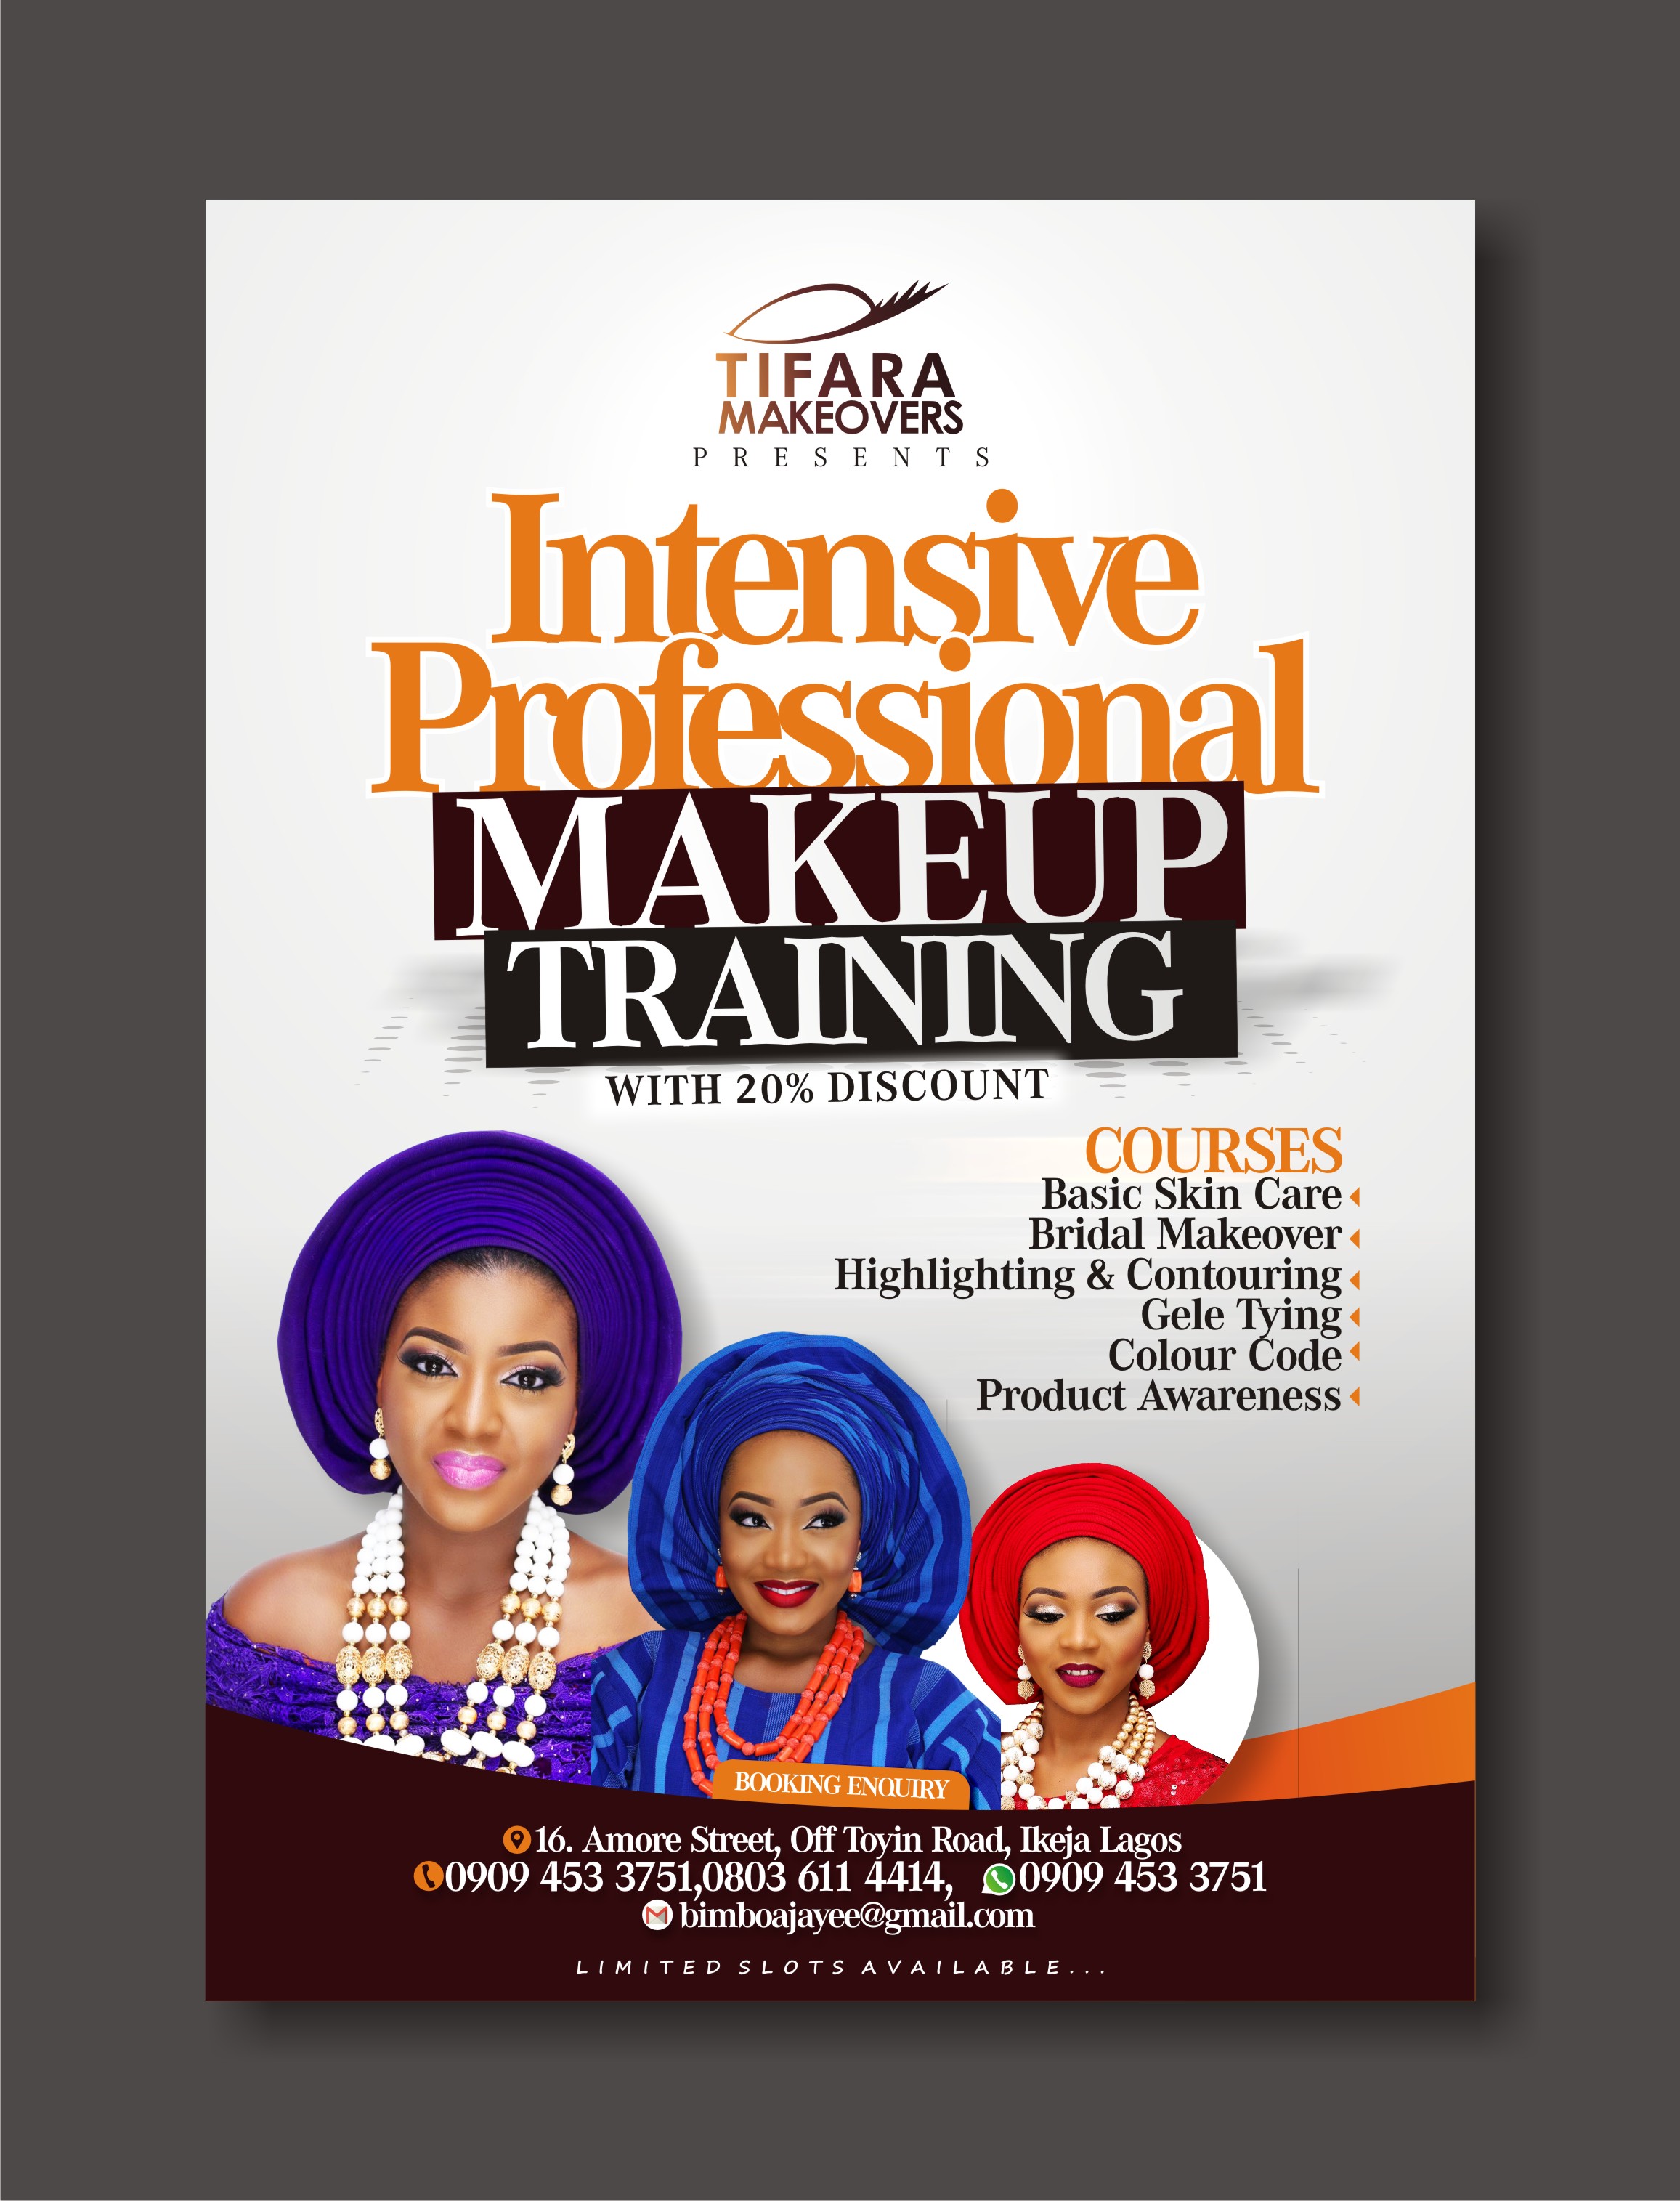 TIFARA
MAKEOVERS
PRESENTS
Intensive
Professional
MAKEUP
TRAINING
WITH 20% DISCOUNT
COURSES
Basic Skin Care
Bridal Makeover
Highlighting & Contouring
Gele Tying
Colour Code
Product Awareness
BOOKING ENQUIRY
16. Amore Street, Off Toyin Road, Ikeja Lagos
0909 453 3751,0803 611 4414, 0909 453 3751
bimboajayee@gmail.com
LIMITED SLOTS AVAILABLE...